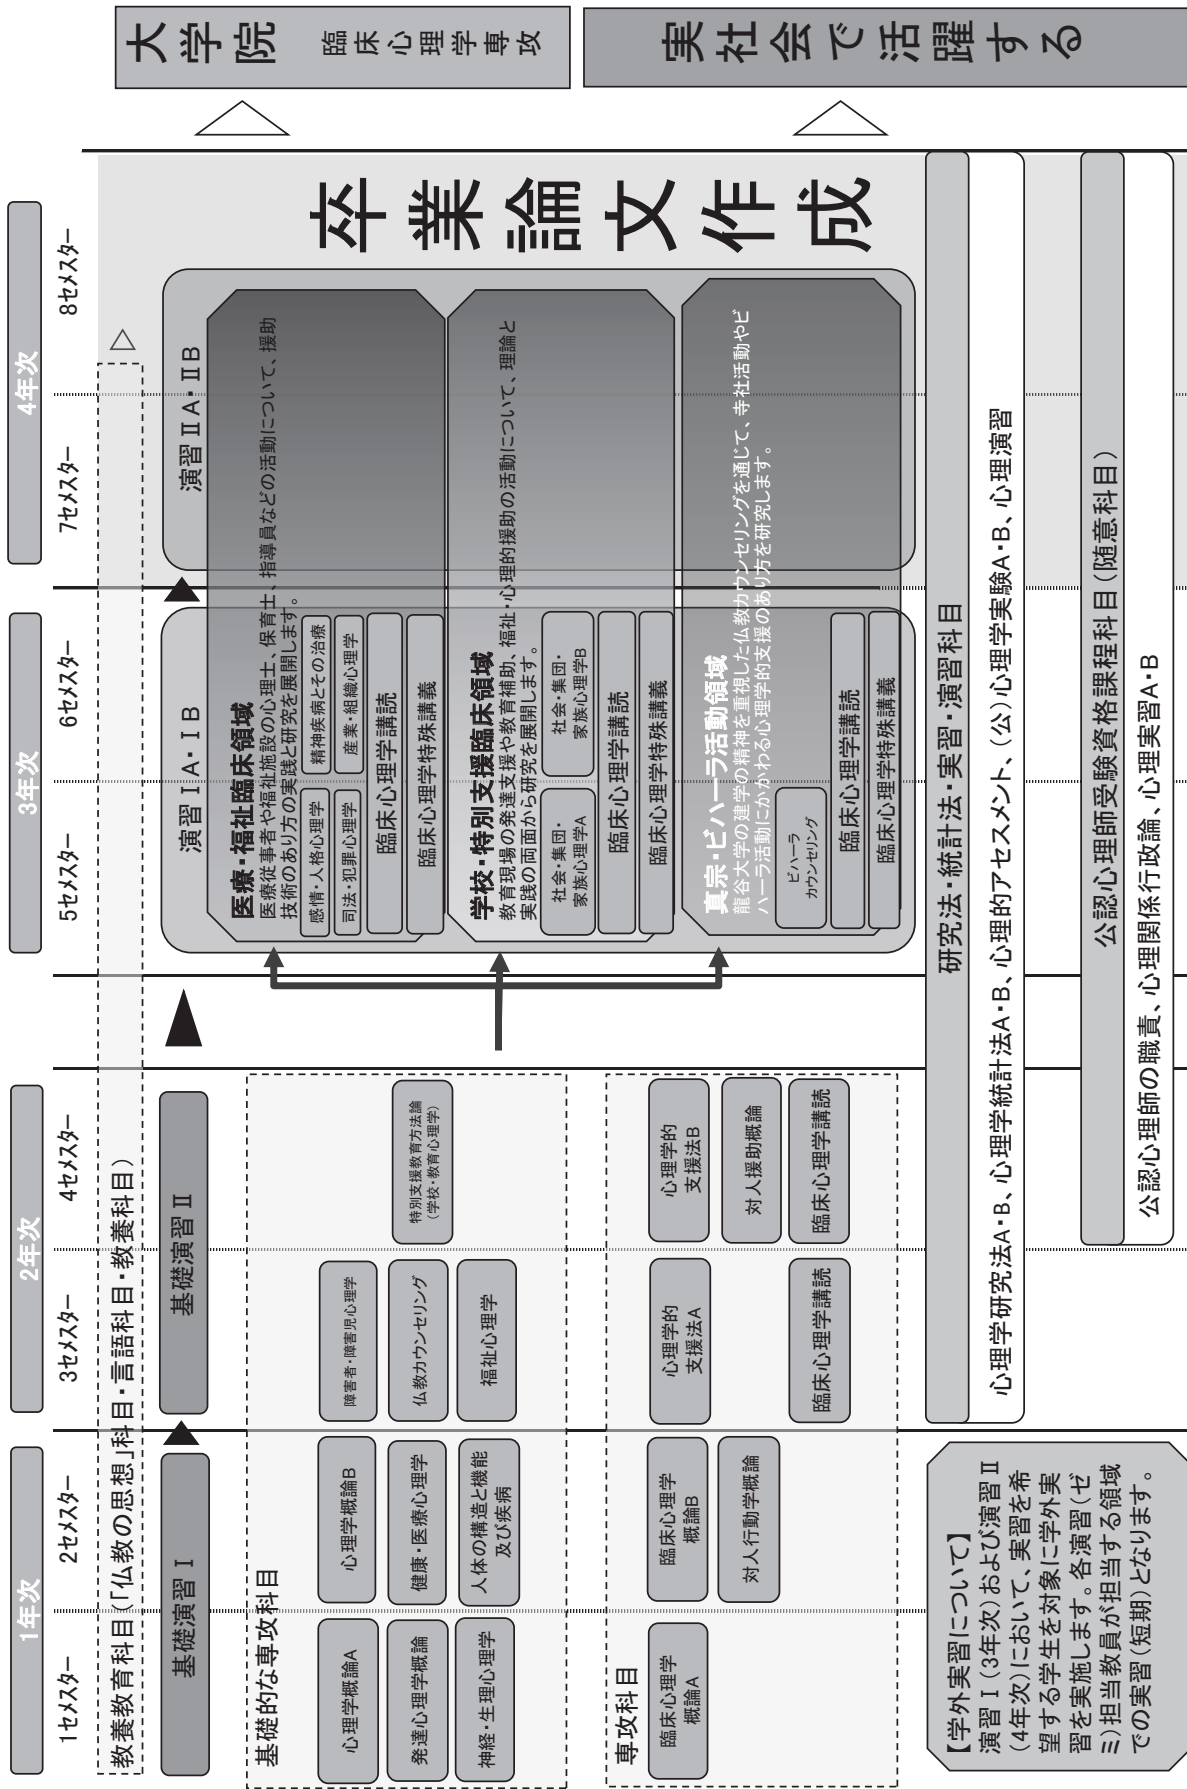 1年次
2年次
3年次
4年次
1セメスター
2セメスター
3セメスター
4セメスター
5セメスター
6セメスター
7セメスター
8セメスター
教養教育科目(「仏教の思想」科目・言語科目・教養科目)
基礎演習Ⅰ
基礎演習Ⅱ
演習ⅠA・ⅠB
演習ⅡA・ⅡB
基礎的な専攻科目
心理学概論A
発達心理学概論
神経・生理心理学
心理学概論B
健康・医療心理学
人体の構造と機能
及び疾病
障害者・障害児心理学
仏教カウンセリング
福祉心理学
特別支援教育方法論
(学校・教育心理学)
専攻科目
臨床心理学
概論A
臨床心理学
概論B
対人行動学概論
心理学的
支援法A
臨床心理学講読
心理学的
支援法B
対人援助概論
臨床心理学講読
医療・福祉臨床領域
医療従事者や福祉施設の心理士、保育士、指導員などの活動について、援助
技術のあり方の実践と研究を展開します。
感情・人格心理学
精神疾病とその治療
司法・犯罪心理学
産業・組織心理学
臨床心理学講読
臨床心理学特殊講義
学校・特別支援臨床領域
教育現場の発達支援や教育補助、福祉・心理的援助の活動について、理論と
実践の両面から研究を展開します。
社会・集団・
家族心理学A
社会・集団・
家族心理学B
臨床心理学講読
臨床心理学特殊講義
真宗・ビハーラ活動領域
龍谷大学の建学の精神を重視した仏教カウンセリングを通じて、寺社活動やビ
ハーラ活動にかかわる心理学的支援のあり方を研究します。
ビハーラ
カウンセリング
臨床心理学講読
臨床心理学特殊講義
卒業論文作成
大学院 臨床心理学専攻
実社会で活躍する
【学外実習について】
演習Ⅰ(3年次)および演習Ⅱ
(4年次)において、実習を希
望する学生を対象に学外実
習を実施します。各演習(ゼ
ミ)担当教員が担当する領域
での実習(短期)となります。
研究法・統計法・実習・演習科目
心理学研究法A・B、心理学統計法A・B、心理的アセスメント、(公)心理学実験A・B、心理演習
公認心理師受験資格課程科目(随意科目)
公認心理師の職責、心理関係行政論、心理実習A・B